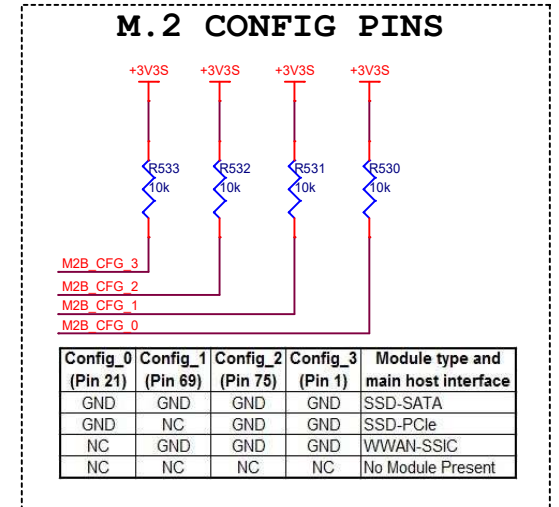 M.2 CONFIG PINS
+3V3S +3V3S +3V3S +3V3S
R533 R532 R531 R530
10k 10k 10k 10k
M2B_CFG_3
M2B_CFG_2
M2B_CFG_1
M2B_CFG_0
Config_0 Config_1 Config_2 Config_3 Module type and
(Pin 21) (Pin 69) (Pin 75) (Pin 1) main host interface
GND GND GND GND SSD-SATA
GND NC GND GND SSD-PCIe
NC GND GND GND WWAN-SSIC
NC NC NC NC No Module Present